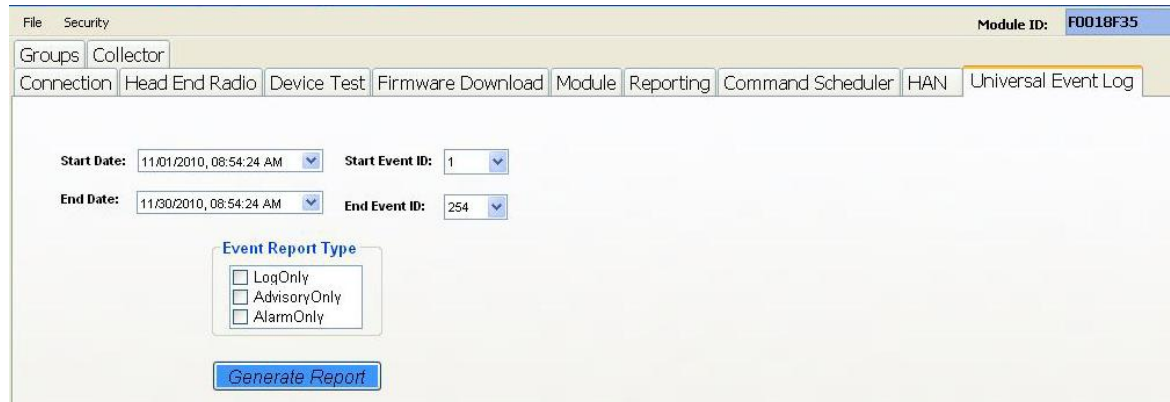 File Security Module ID: F0018F35
Groups Collector
Connection Head End Radio Device Test Firmware Download Module Reporting Command Scheduler HAN Universal Event Log
Start Date: 11/01/2010, 08:54:24 AM Start Event ID: 1
End Date: 11/30/2010, 08:54:24 AM End Event ID: 254
Event Report Type
LogOnly
AdvisoryOnly
AlarmOnly
Generate Report